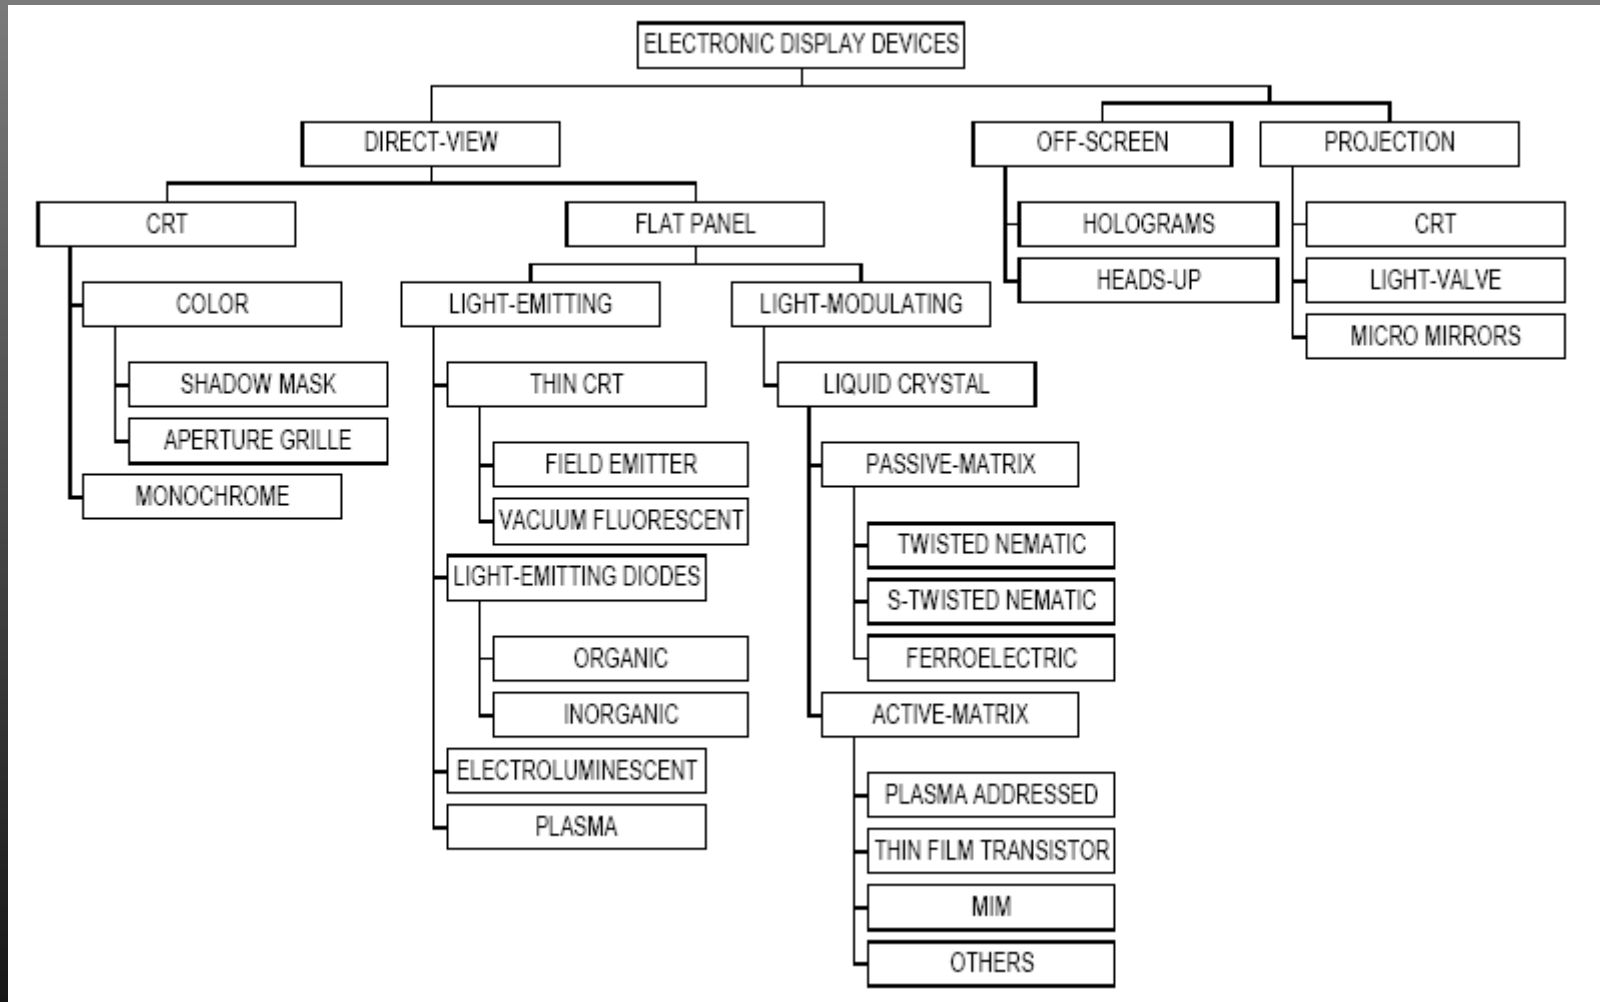 ELECTRONIC DISPLAY DEVICES
DIRECT-VIEW
CRT
COLOR
SHADOW MASK
APERTURE GRILLE
MONOCHROME
FLAT PANEL
LIGHT-EMITTING
THIN CRT
FIELD EMITTER
VACUUM FLUORESCENT
LIGHT-EMITTING DIODES
ORGANIC
INORGANIC
ELECTROLUMINESCENT
PLASMA
LIGHT-MODULATING
LIQUID CRYSTAL
PASSIVE-MATRIX
TWISTED NEMATIC
S-TWISTED NEMATIC
FERROELECTRIC
ACTIVE-MATRIX
PLASMA ADDRESSED
THIN FILM TRANSISTOR
MIM
OTHERS
OFF-SCREEN
HOLOGRAMS
HEADS-UP
PROJECTION
CRT
LIGHT-VALVE
MICRO MIRRORS